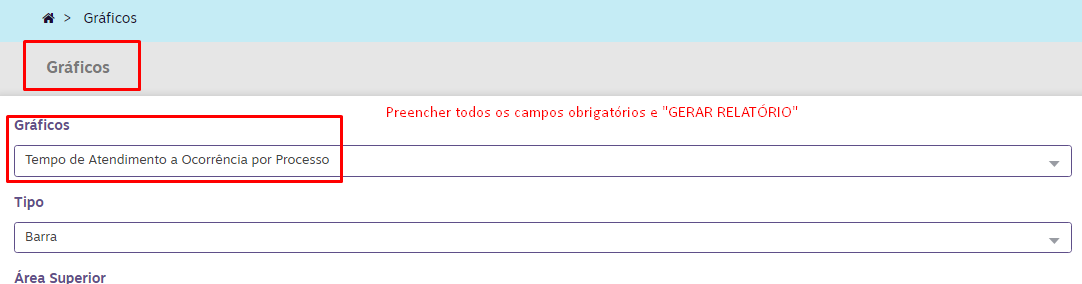 > Gráficos
Gráficos
Preencher todos os campos obrigatórios e "GERAR RELATÓRIO"
Gráficos
Tempo de Atendimento a Ocorrência por Processo
Tipo
Barra
Área Superior